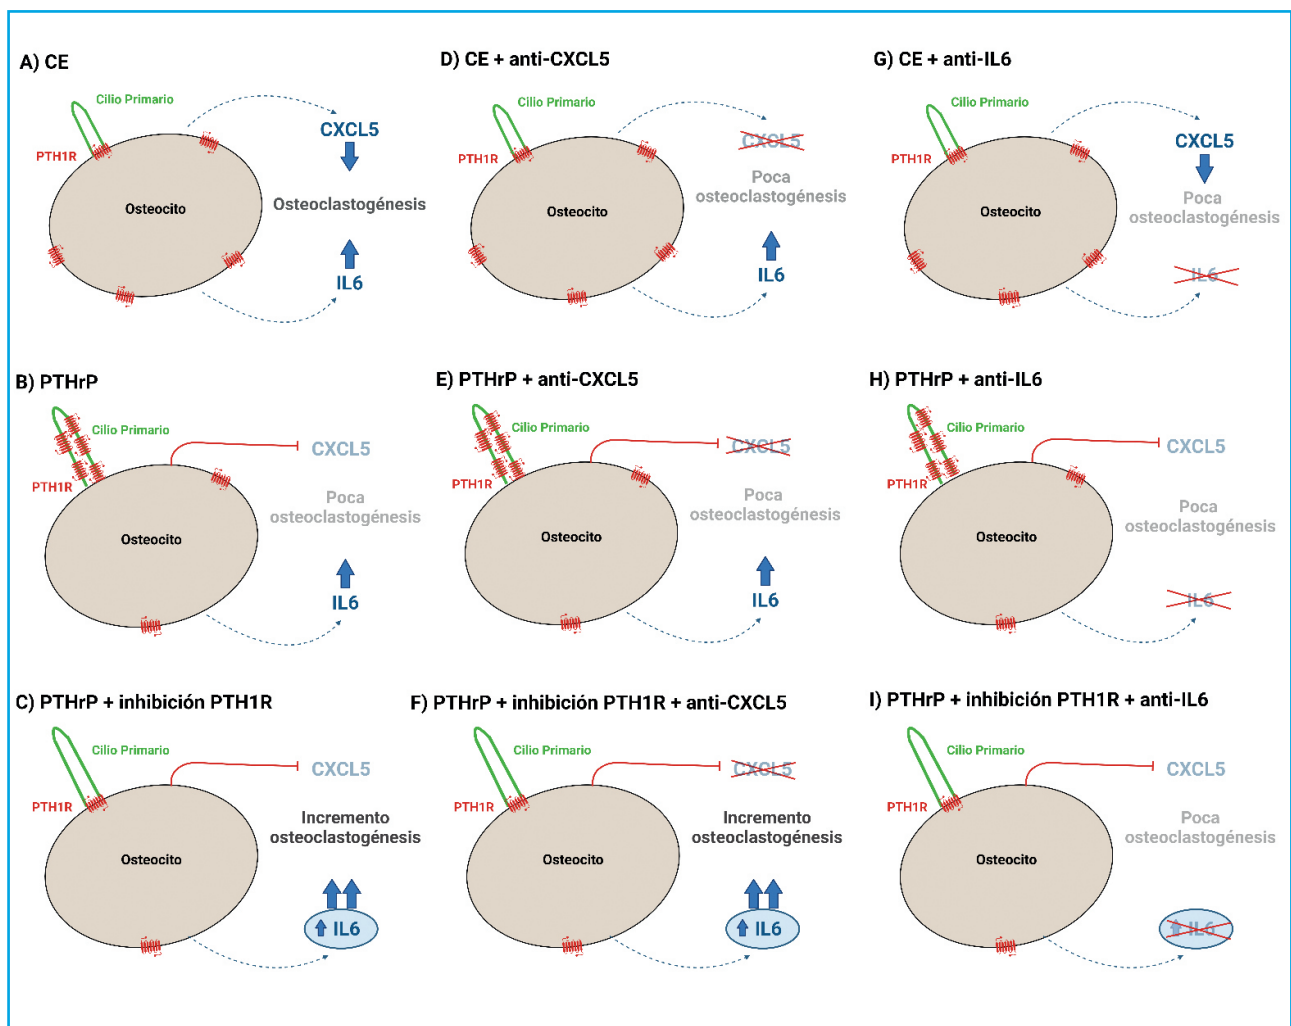 A) CE
Cilio Primario
PTH1R
Osteocito
CXCL5
Osteoclastogénesis
IL6
D) CE + anti-CXCL5
Cilio Primario
PTH1R
Osteocito
CXCL5
Poca
osteoclastogénesis
IL6
G) CE + anti-IL6
Cilio Primario
PTH1R
Osteocito
CXCL5
Poca
osteoclastogénesis
IL6
B) PTHrP
Cilio Primario
PTH1R
Osteocito
CXCL5
Poca
osteoclastogénesis
IL6
E) PTHrP + anti-CXCL5
Cilio Primario
PTH1R
Osteocito
CXCL5
Poca
osteoclastogénesis
IL6
H) PTHrP + anti-IL6
Cilio Primario
PTH1R
Osteocito
CXCL5
Poca
osteoclastogénesis
IL6
C) PTHrP + inhibición PTH1R
Cilio Primario
PTH1R
Osteocito
CXCL5
Incremento
osteoclastogénesis
IL6
F) PTHrP + inhibición PTH1R + anti-CXCL5
Cilio Primario
PTH1R
Osteocito
CXCL5
Incremento
osteoclastogénesis
IL6
I) PTHrP + inhibición PTH1R + anti-IL6
Cilio Primario
PTH1R
Osteocito
CXCL5
Poca
osteoclastogénesis
IL6